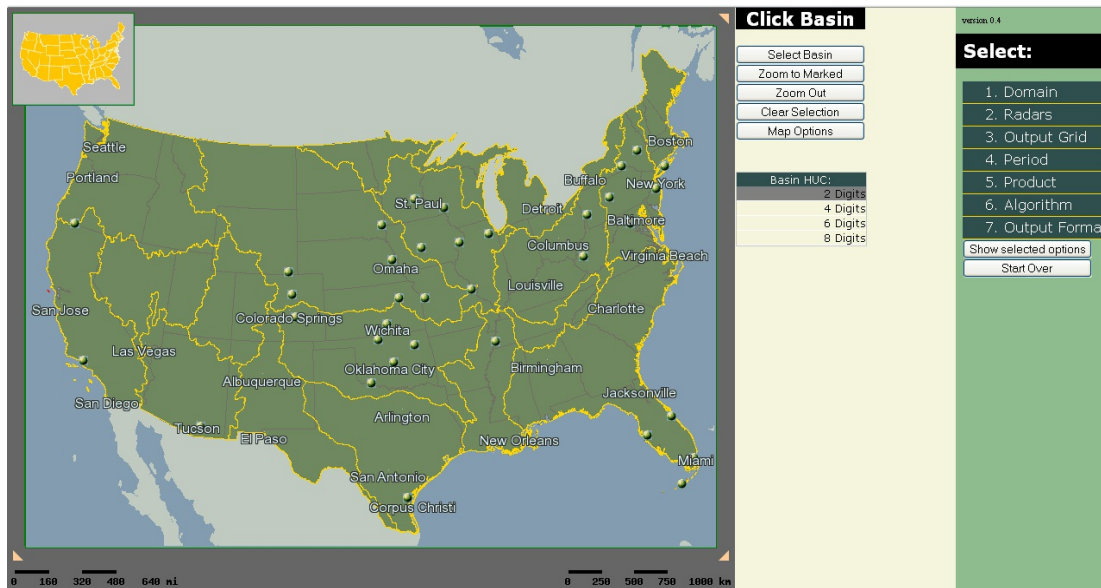 Click Basin
version 0.4
Select Basin
Zoom to Marked
Zoom Out
Clear Selection
Map Options
Basin HUC:
2 Digits
4 Digits
6 Digits
8 Digits
Select:
1. Domain
2. Radars
3. Output Grid
4. Period
5. Product
6. Algorithm
7. Output Forma
Show selected options
Start Over
Seattle
Portland
Boston
Buffalo
New York
St. Paul
Detroit
Baltimore
Columbus
Virginia Beach
Omaha
Louisville
San Jose
Colorado Springs
Charlotte
Wichita
Las Vegas
Oklahoma City
Birmingham
Albuquerque
Jacksonville
San Diego
Arlington
Tucson
El Paso
New Orleans
Miami
San Antonio
Corpus Christi
0 160 320 480 640 mi
0 250 500 750 1000 km